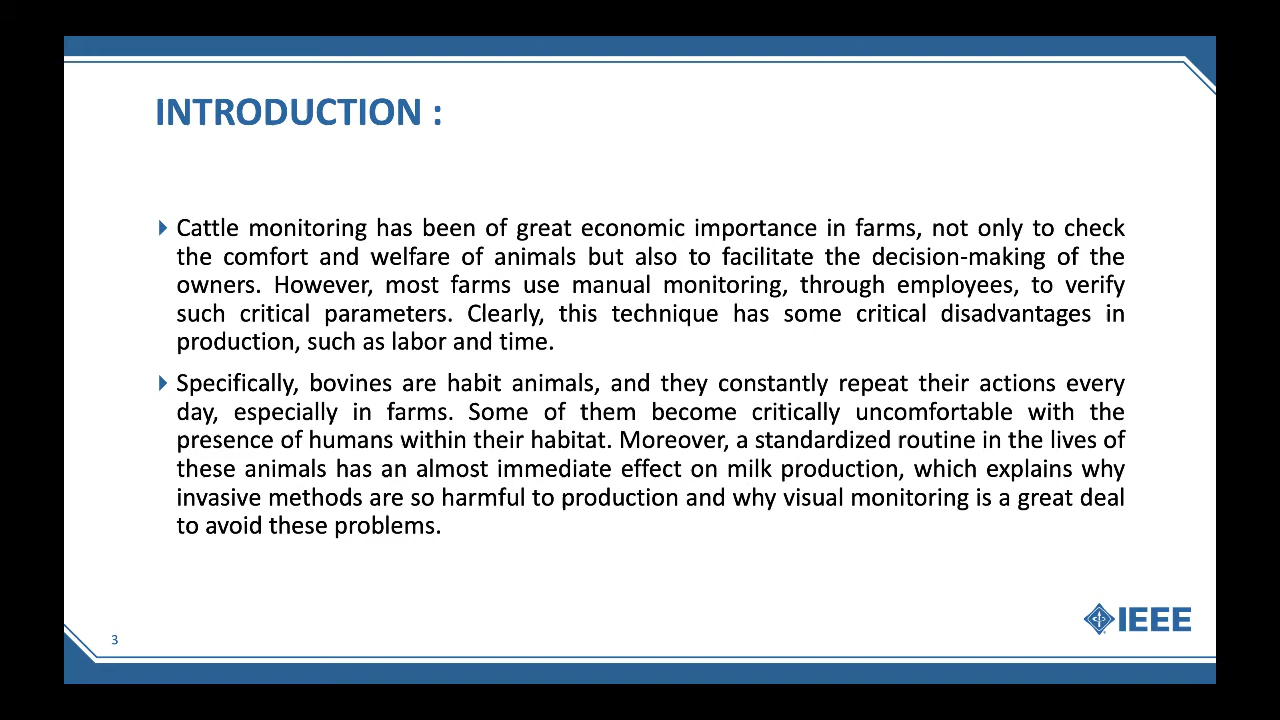 INTRODUCTION :
Cattle monitoring has been of great economic importance in farms, not only to check
the comfort and welfare of animals but also to facilitate the decision-making of the
owners. However, most farms use manual monitoring, through employees, to verify
such critical parameters. Clearly, this technique has some critical disadvantages in
production, such as labor and time.
Specifically, bovines are habit animals, and they constantly repeat their actions every
day, especially in farms. Some of them become critically uncomfortable with the
presence of humans within their habitat. Moreover, a standardized routine in the lives of
these animals has an almost immediate effect on milk production, which explains why
invasive methods are so harmful to production and why visual monitoring is a great deal
to avoid these problems.
IEEE
3